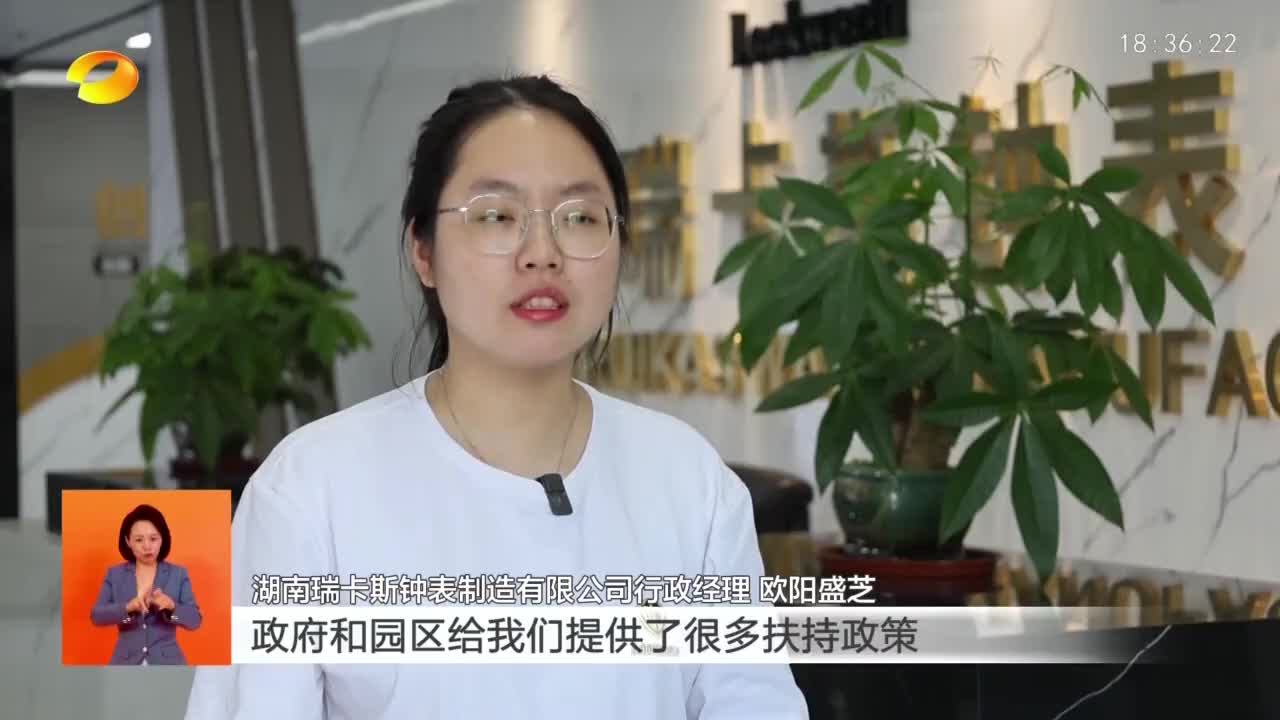 18:36:22
表
湖南瑞卡斯钟表制造有限公司行政经理 欧阳盛芝
政府和园区给我们提供了很多扶持政策